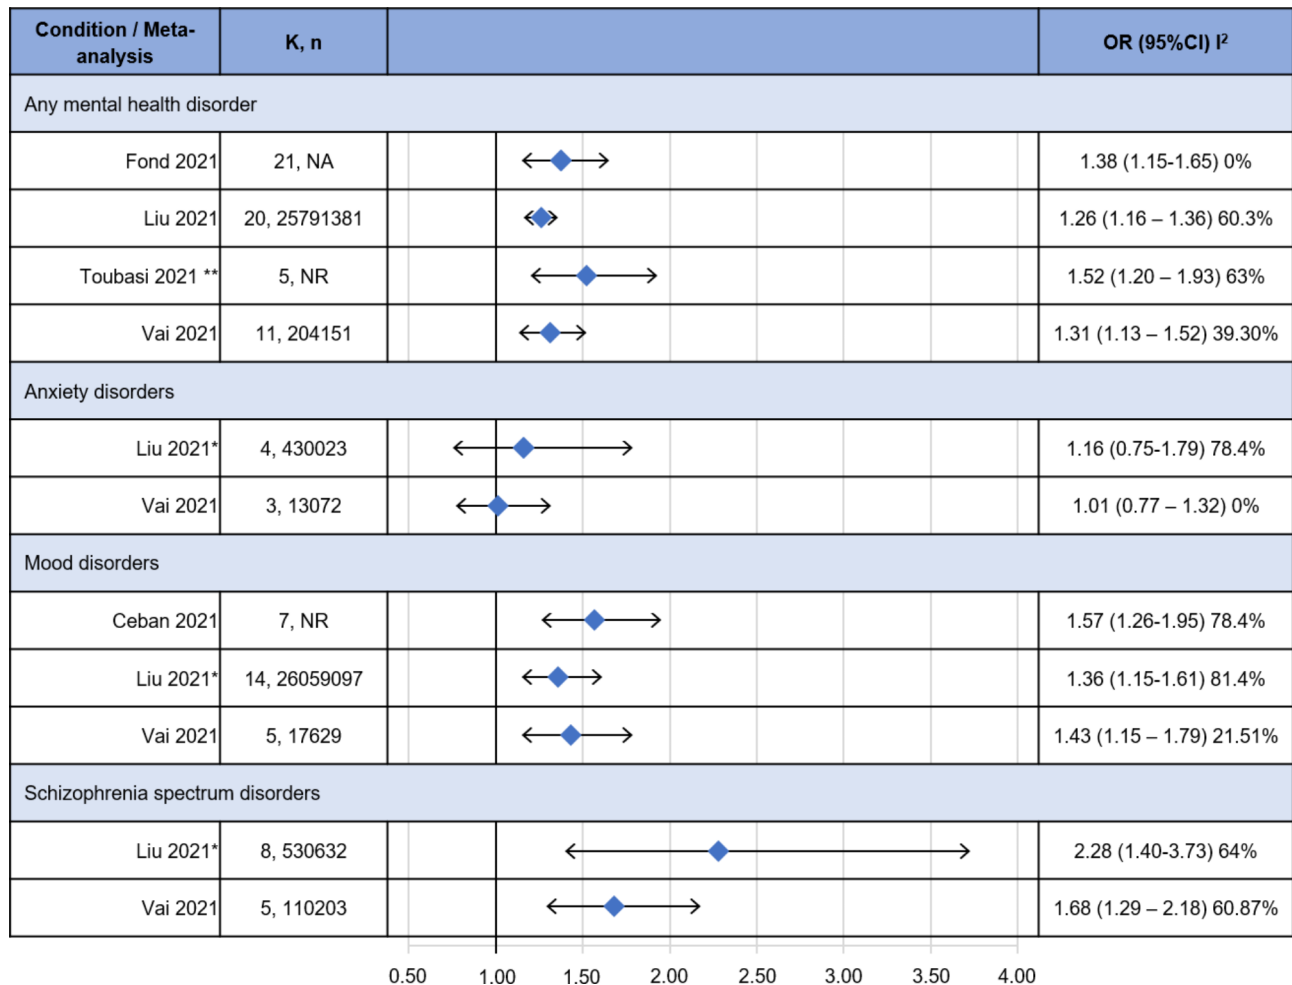 Condition / Meta-analysis K, n OR (95%CI) I²
Any mental health disorder
Fond 2021 21, NA 1.38 (1.15-1.65) 0%
Liu 2021 20, 25791381 1.26 (1.16 – 1.36) 60.3%
Toubasi 2021 ** 5, NR 1.52 (1.20 – 1.93) 63%
Vai 2021 11, 204151 1.31 (1.13 – 1.52) 39.30%
Anxiety disorders
Liu 2021* 4, 430023 1.16 (0.75-1.79) 78.4%
Vai 2021 3, 13072 1.01 (0.77 – 1.32) 0%
Mood disorders
Ceban 2021 7, NR 1.57 (1.26-1.95) 78.4%
Liu 2021* 14, 26059097 1.36 (1.15-1.61) 81.4%
Vai 2021 5, 17629 1.43 (1.15 – 1.79) 21.51%
Schizophrenia spectrum disorders
Liu 2021* 8, 530632 2.28 (1.40-3.73) 64%
Vai 2021 5, 110203 1.68 (1.29 – 2.18) 60.87%
0.50 1.00 1.50 2.00 2.50 3.00 3.50 4.00